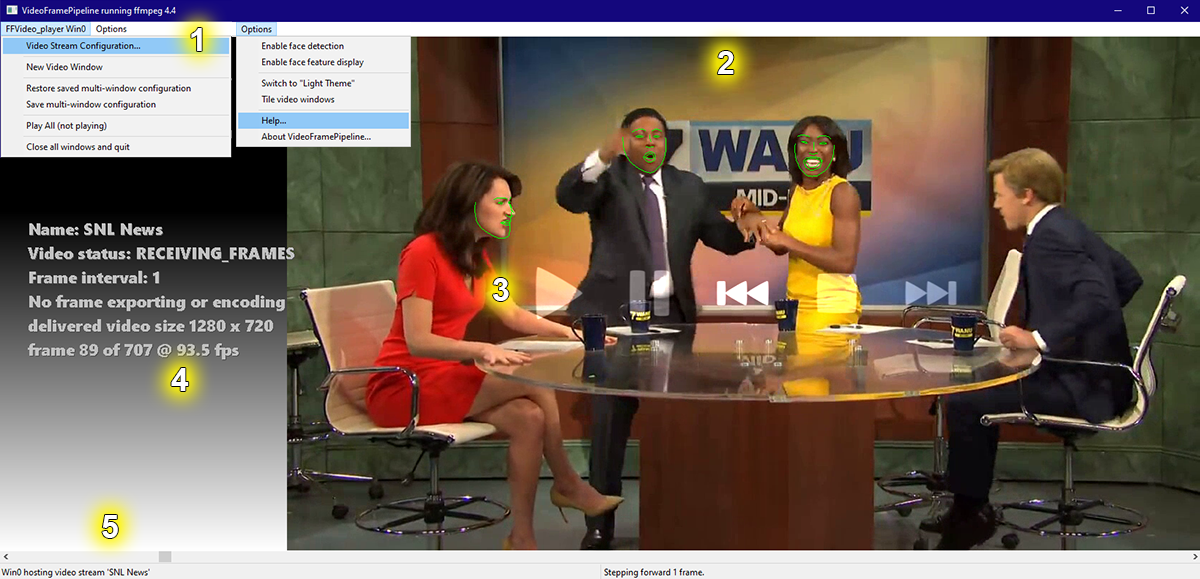 VideoFramePipeline running ffmpeg 4.4
FFVideo_player Win0 Options
Video Stream Configuration...
New Video Window
Restore saved multi-window configuration
Save multi-window configuration
Play All (not playing)
Close all windows and quit
1
Options
Enable face detection
Enable face feature display
Switch to "Light Theme"
Tile video windows
Help...
About VideoFramePipeline...
2
7 WA U
MID-
Name: SNL News
Video status: RECEIVING_FRAMES
Frame interval: 1
No frame exporting or encoding
delivered video size 1280 x 720
frame 89 of 707 @ 93.5 fps
3
4
5
WANU
Win0 hosting video stream 'SNL News'
Stepping forward 1 frame.